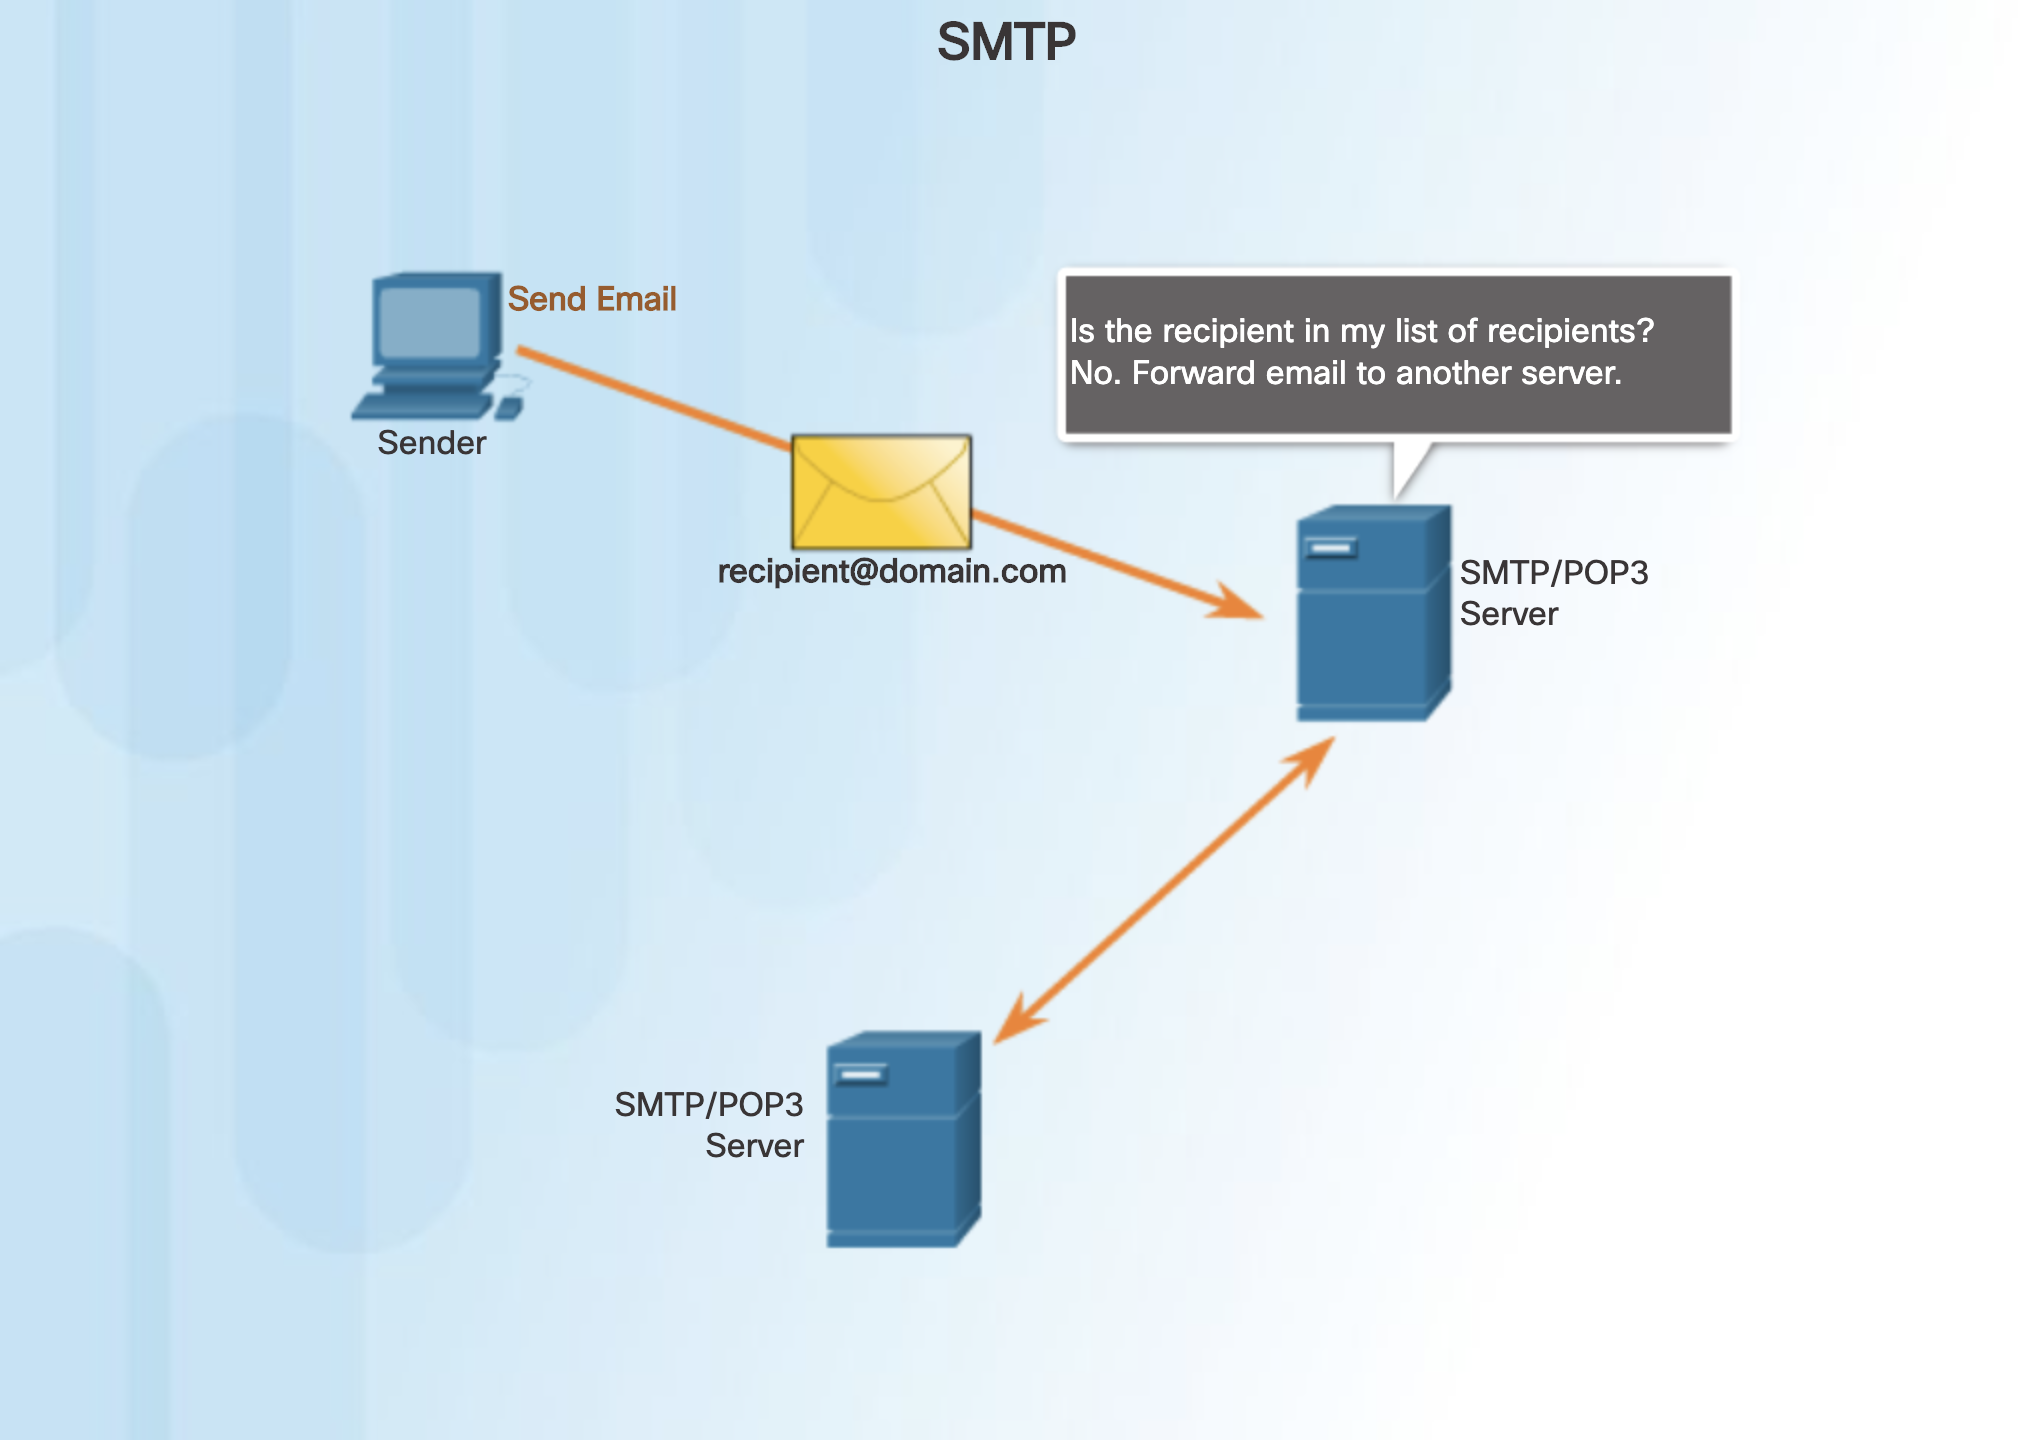 SMTP
Send Email
Is the recipient in my list of recipients?
No. Forward email to another server.
Sender
recipient@domain.com
SMTP/POP3
Server
SMTP/POP3
Server